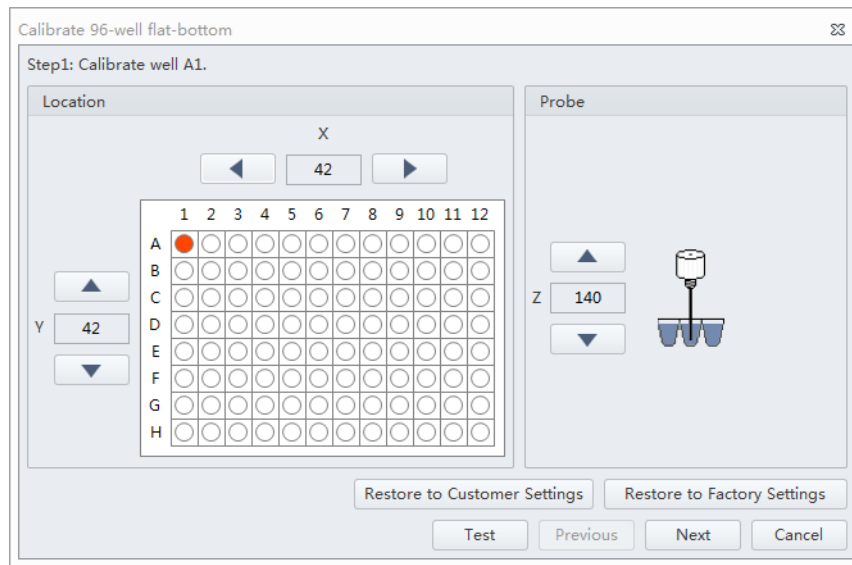 Calibrate 96-well flat-bottom
Step1: Calibrate well A1.
Location
Probe
X
42
1 2 3 4 5 6 7 8 9 10 11 12
A
B
C
D
E
F
G
H
Y 42
Z 140
Restore to Customer Settings Restore to Factory Settings
Test Previous Next Cancel